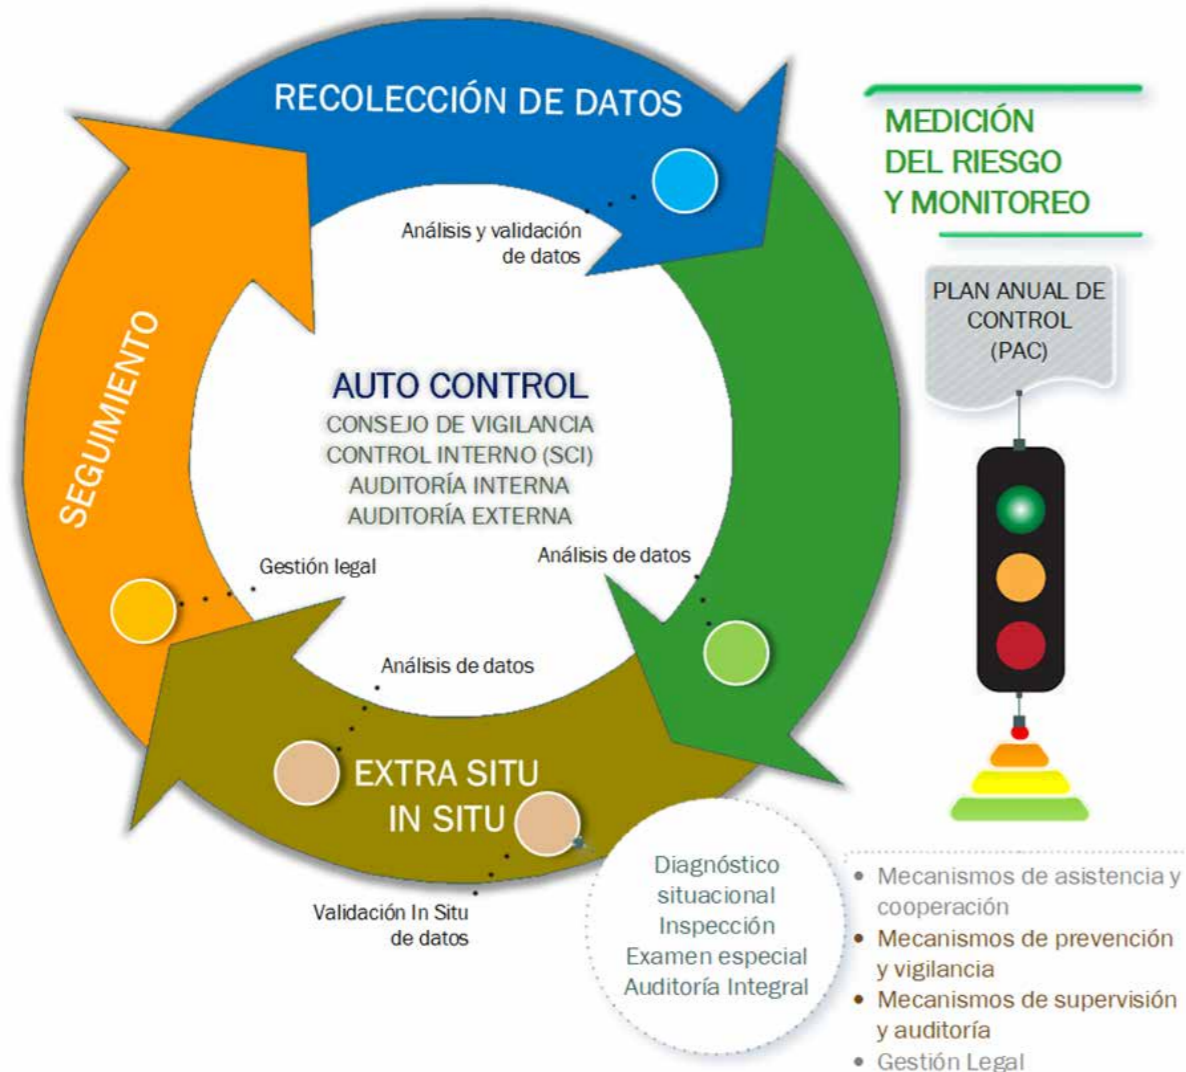 RECOLECCIÓN DE DATOS
Análisis y validación
de datos
MEDICIÓN
DEL RIESGO
Y MONITOREO
PLAN ANUAL DE
CONTROL
(PAC)
SEGUIMIENTO
AUTO CONTROL
CONSEJO DE VIGILANCIA
CONTROL INTERNO (SCI)
AUDITORÍA INTERNA
AUDITORÍA EXTERNA
Gestión legal
Análisis de datos
Análisis de datos
EXTRA SITU
IN SITU
Validación In Situ
de datos
Diagnóstico
situacional
Inspección
Examen especial
Auditoría Integral
• Mecanismos de asistencia y
cooperación
• Mecanismos de prevención
y vigilancia
• Mecanismos de supervisión
y auditoría
• Gestión Legal